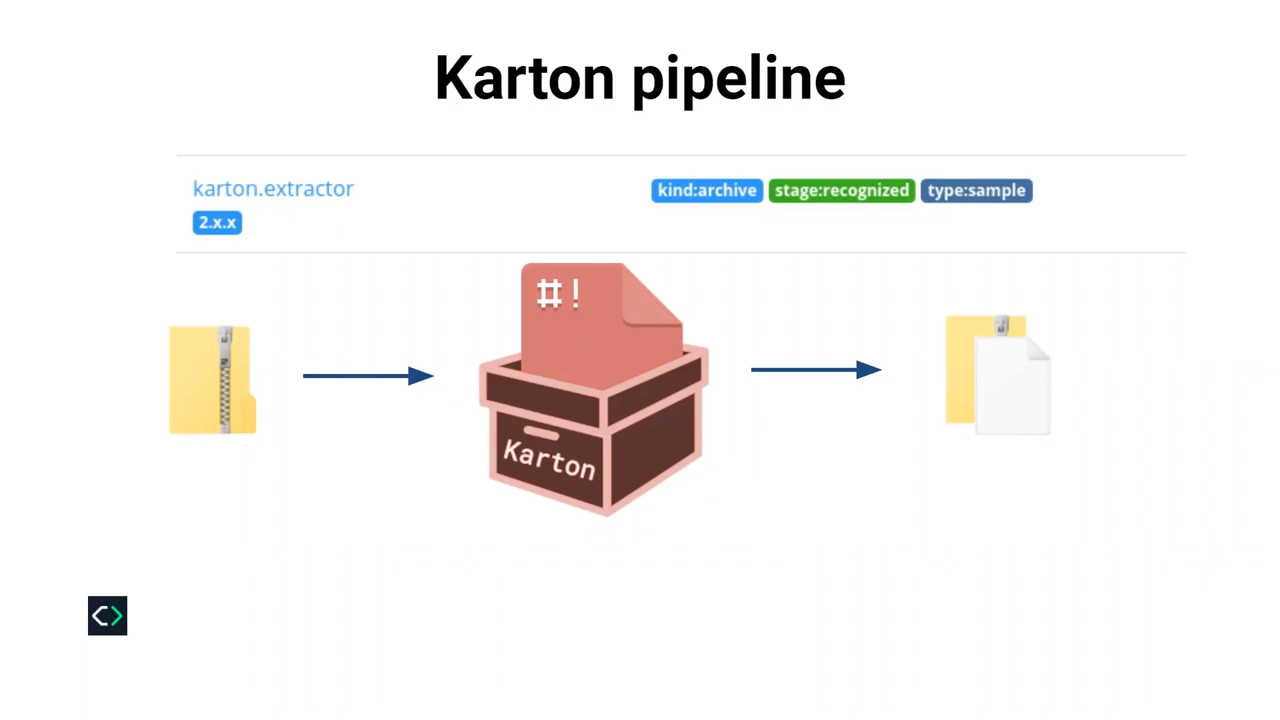 Karton pipeline
karton.extractor
kind:archive stage:recognized type:sample
2.x.x
#!
Karton